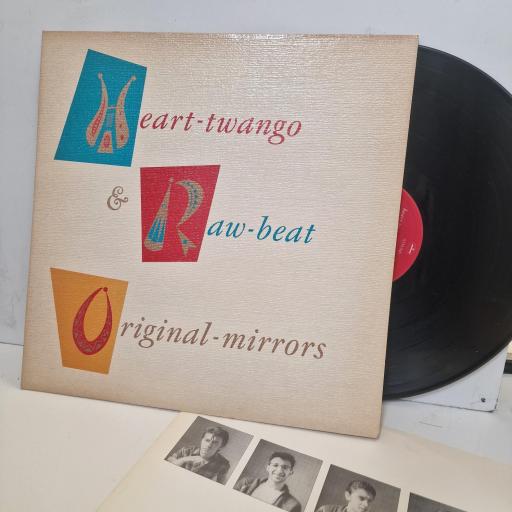 Heart-twango
&
Raw-beat
Original-mirrors